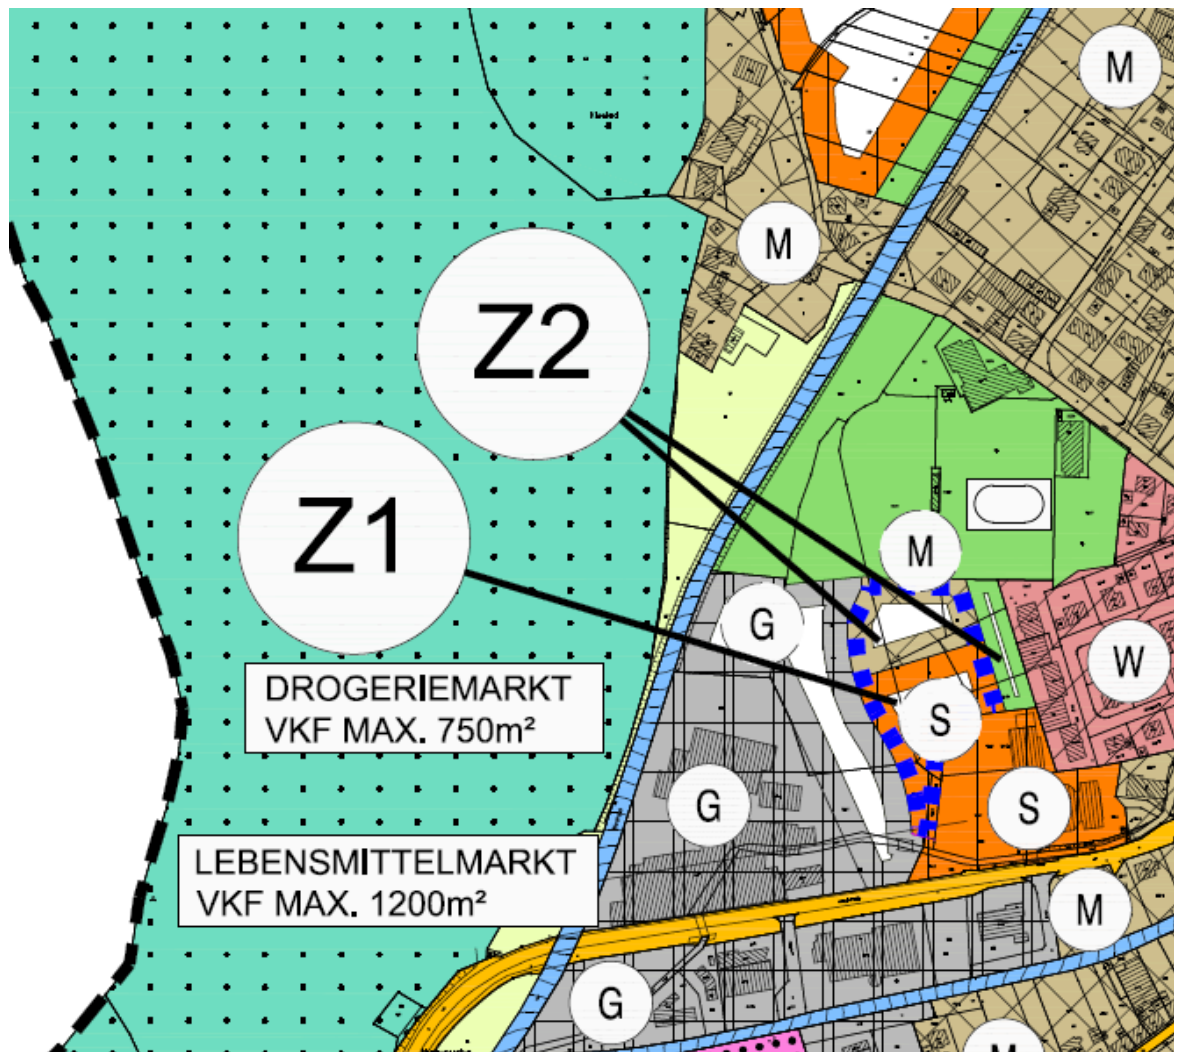 M
M
Z2
Z1
M
G
W
DROGERIEMARKT
VKF MAX. 750m²
S
G
S
LEBENSMITTELMARKT
VKF MAX. 1200m²
M
G
M